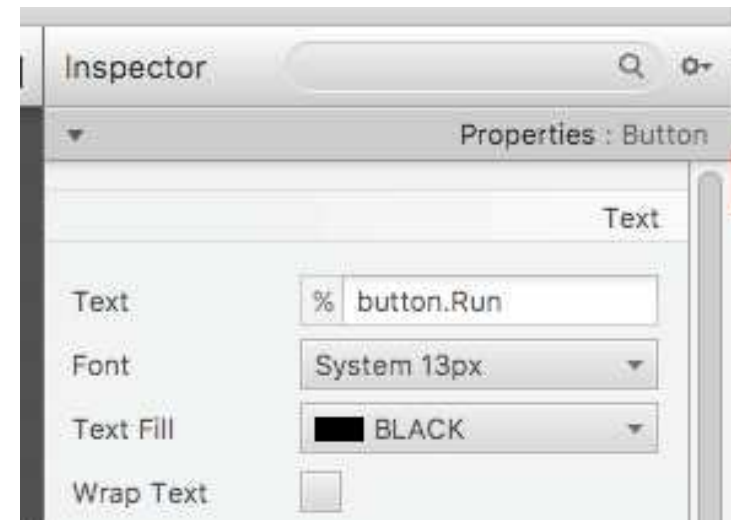 Inspector
Properties : Button
Text
Text % button.Run
Font System 13px
Text Fill BLACK
Wrap Text